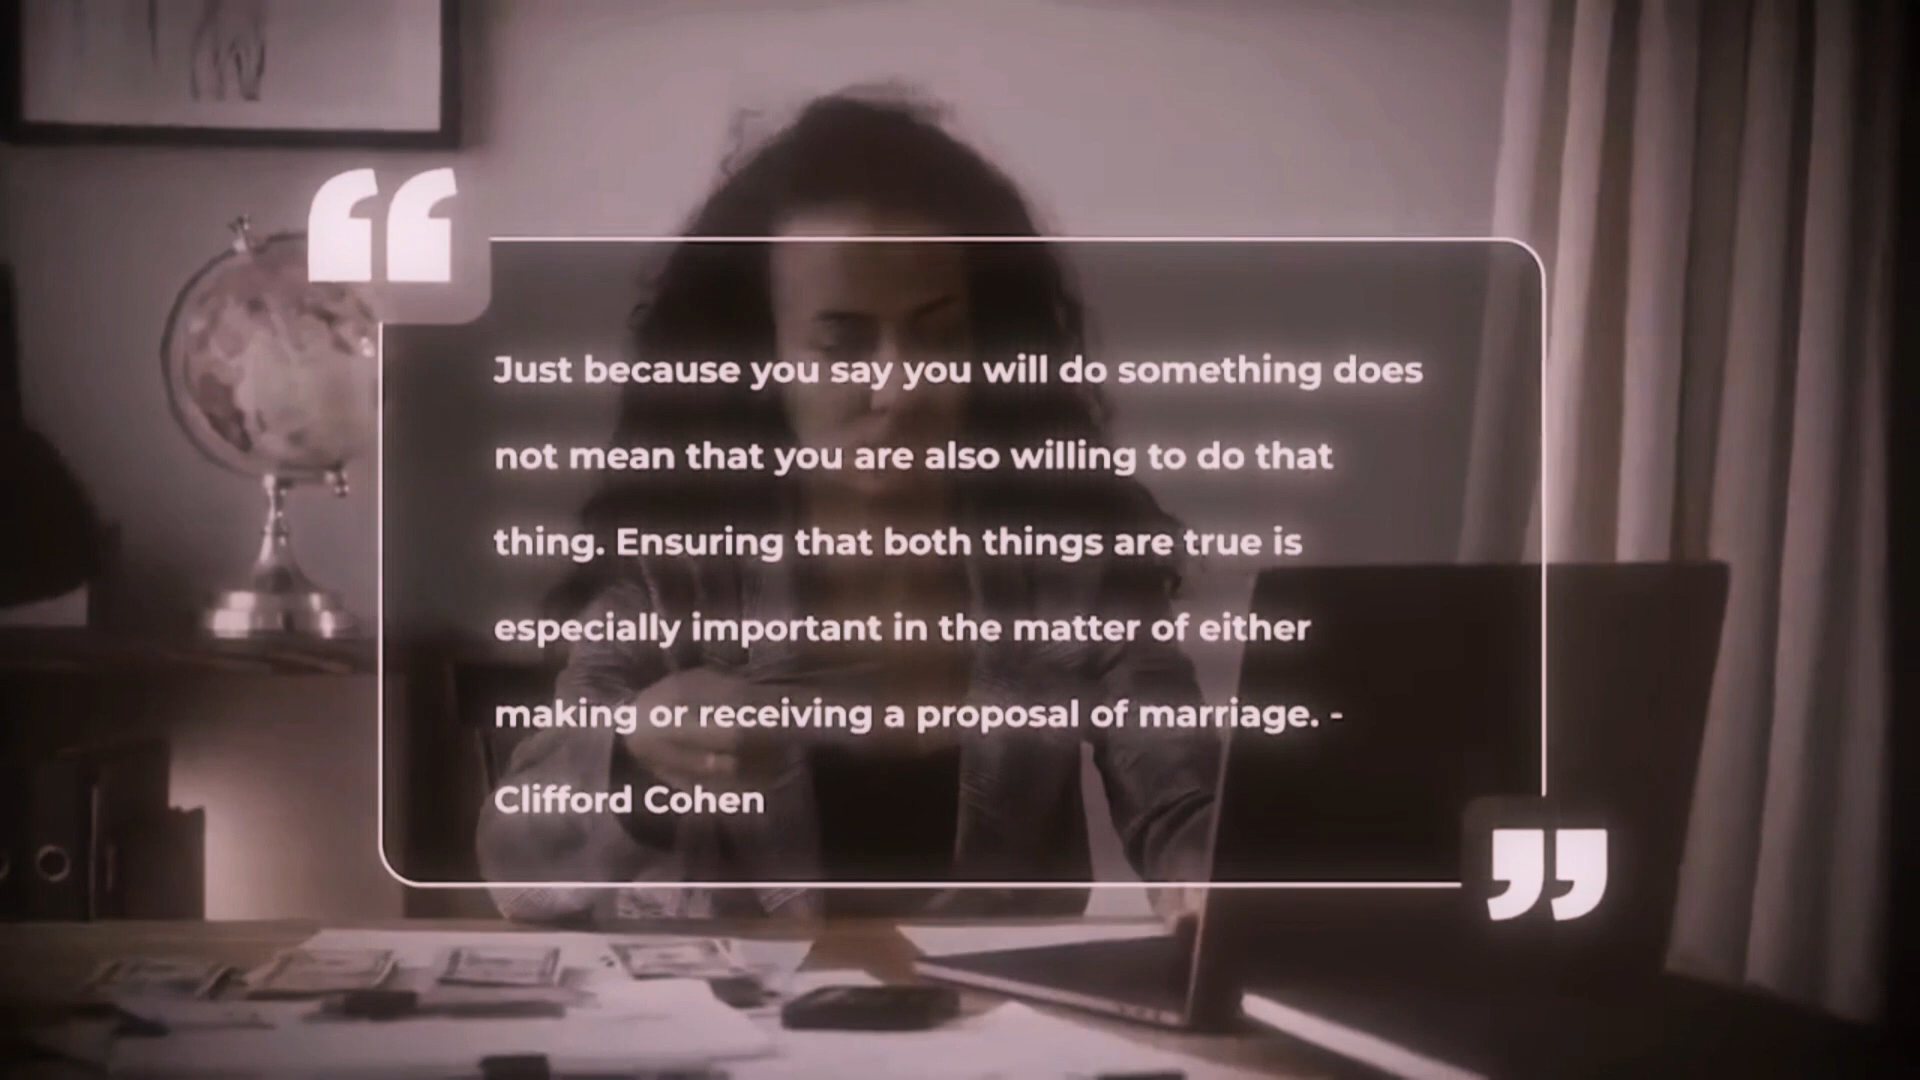 Just because you say you will do something does
not mean that you are also willing to do that
thing. Ensuring that both things are true is
especially important in the matter of either
making or receiving a proposal of marriage. -
Clifford Cohen